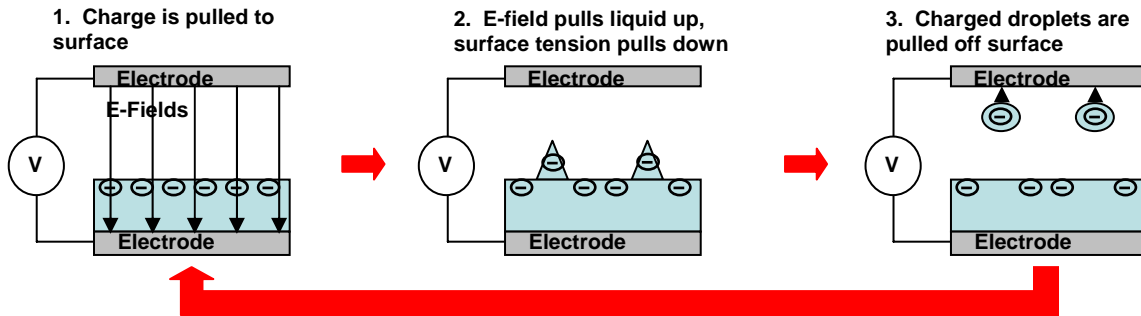 1. Charge is pulled to
surface
Electrode
E-Fields
V
− − − − − −
Electrode
2. E-field pulls liquid up,
surface tension pulls down
− −
− − − −
Electrode
3. Charged droplets are
pulled off surface
Electrode
− −
V
− − − −
Electrode